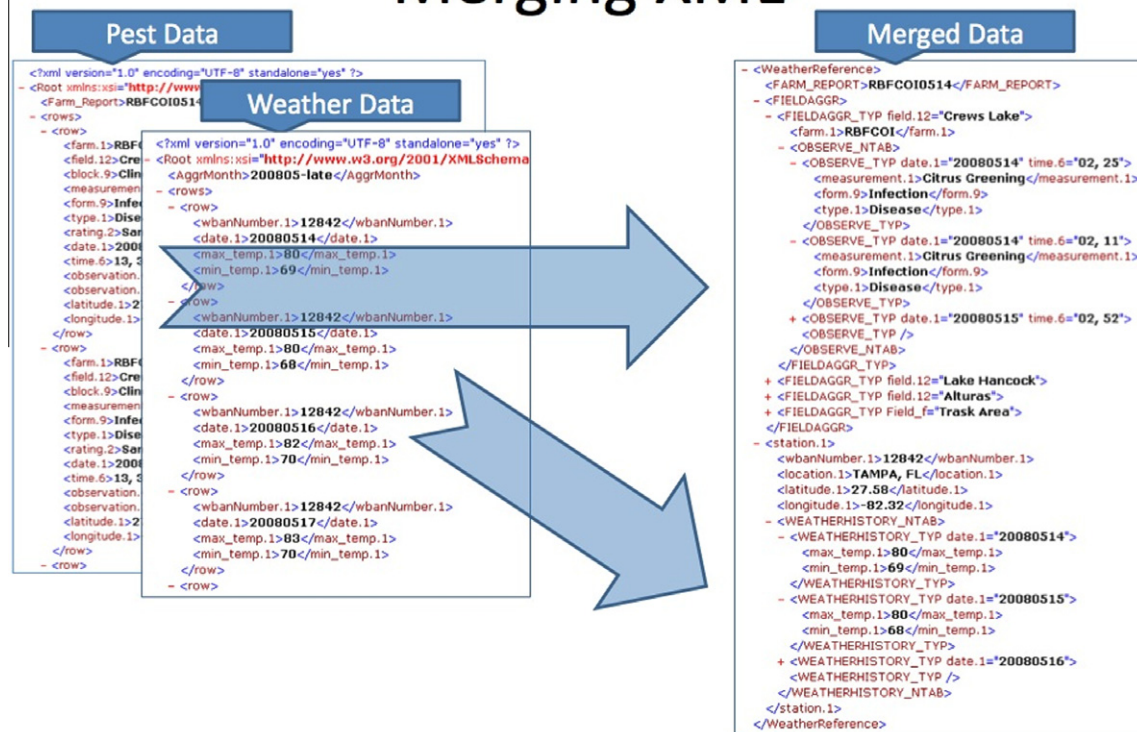 Merging XML
Pest Data
<?xml version="1.0" encoding="UTF-8" standalone="yes" ?>
- <Root xmlns:xsi="http://www
<Farm_Report>RBFCOI0514
- <rows>
- <row>
<farm.1>RBF
<field.12>Cre
<block.9>Clin
<measuremen
<form.9>Infe
<type.1>Dise
<rating.2>Sar
<date.1>2008
<time.6>13, 3
<observation.
<observation.
<latitude.1>2
<longitude.1>
</row>
- <row>
<farm.1>RBF
<field.12>Cre
<block.9>Clin
<measuremen
<form.9>Infe
<type.1>Dise
<rating.2>Sar
<date.1>2008
<time.6>13, 3
<observation.
<observation.
<latitude.1>2
<longitude.1>
</row>
- <row>
Weather Data
<?xml version="1.0" encoding="UTF-8" standalone="yes" ?>
- <Root xmlns:xsi="http://www.w3.org/2001/XMLSchema
<AggrMonth>200805-late</AggrMonth>
- <rows>
- <row>
<wbanNumber.1>12842</wbanNumber.1>
<date.1>20080514</date.1>
<max_temp.1>80</max_temp.1>
<min_temp.1>69</min_temp.1>
</row>
- <row>
<wbanNumber.1>12842</wbanNumber.1>
<date.1>20080515</date.1>
<max_temp.1>80</max_temp.1>
<min_temp.1>68</min_temp.1>
</row>
- <row>
<wbanNumber.1>12842</wbanNumber.1>
<date.1>20080516</date.1>
<max_temp.1>82</max_temp.1>
<min_temp.1>70</min_temp.1>
</row>
- <row>
<wbanNumber.1>12842</wbanNumber.1>
<date.1>20080517</date.1>
<max_temp.1>83</max_temp.1>
<min_temp.1>70</min_temp.1>
</row>
- <row>
Merged Data
- <WeatherReference>
<FARM_REPORT>RBFCOI0514</FARM_REPORT>
- <FIELDAGGR>
- <FIELDAGGR_TYP field.12="Crews Lake">
<farm.1>RBFCOI</farm.1>
- <OBSERVE_NTAB>
- <OBSERVE_TYP date.1="20080514" time.6="02, 25">
<measurement.1>Citrus Greening</measurement.1>
<form.9>Infection</form.9>
<type.1>Disease</type.1>
</OBSERVE_TYP>
- <OBSERVE_TYP date.1="20080514" time.6="02, 11">
<measurement.1>Citrus Greening</measurement.1>
<form.9>Infection</form.9>
<type.1>Disease</type.1>
</OBSERVE_TYP>
+ <OBSERVE_TYP date.1="20080515" time.6="02, 52">
<OBSERVE_TYP />
</OBSERVE_NTAB>
</FIELDAGGR_TYP>
+ <FIELDAGGR_TYP field.12="Lake Hancock">
+ <FIELDAGGR_TYP field.12="Alturas">
+ <FIELDAGGR_TYP Field_f="Trask Area">
</FIELDAGGR>
- <station.1>
<wbanNumber.1>12842</wbanNumber.1>
<location.1>TAMPA, FL</location.1>
<latitude.1>27.58</latitude.1>
<longitude.1>-82.32</longitude.1>
- <WEATHERHISTORY_NTAB>
- <WEATHERHISTORY_TYP date.1="20080514">
<max_temp.1>80</max_temp.1>
<min_temp.1>69</min_temp.1>
</WEATHERHISTORY_TYP>
- <WEATHERHISTORY_TYP date.1="20080515">
<max_temp.1>80</max_temp.1>
<min_temp.1>68</min_temp.1>
</WEATHERHISTORY_TYP>
+ <WEATHERHISTORY_TYP date.1="20080516">
<WEATHERHISTORY_TYP />
</WEATHERHISTORY_NTAB>
</station.1>
</WeatherReference>